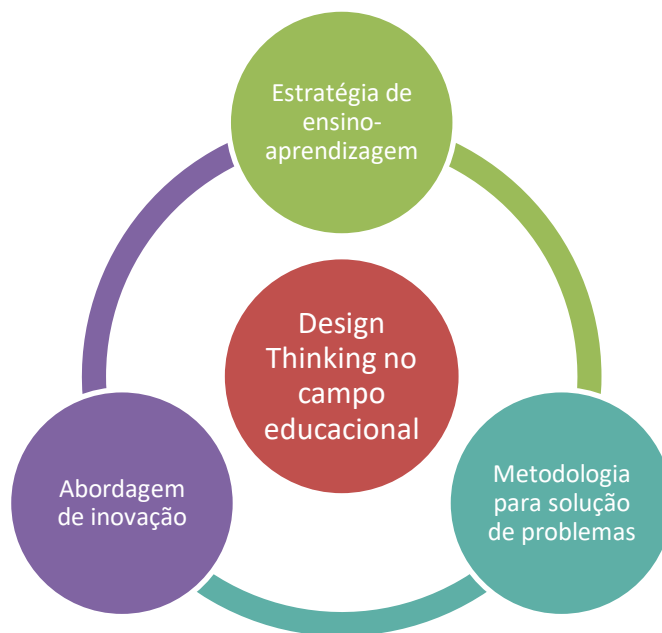 Estratégia de
ensino-
aprendizagem
Design
Thinking no
campo
educacional
Abordagem
de inovação
Metodologia
para solução
de problemas